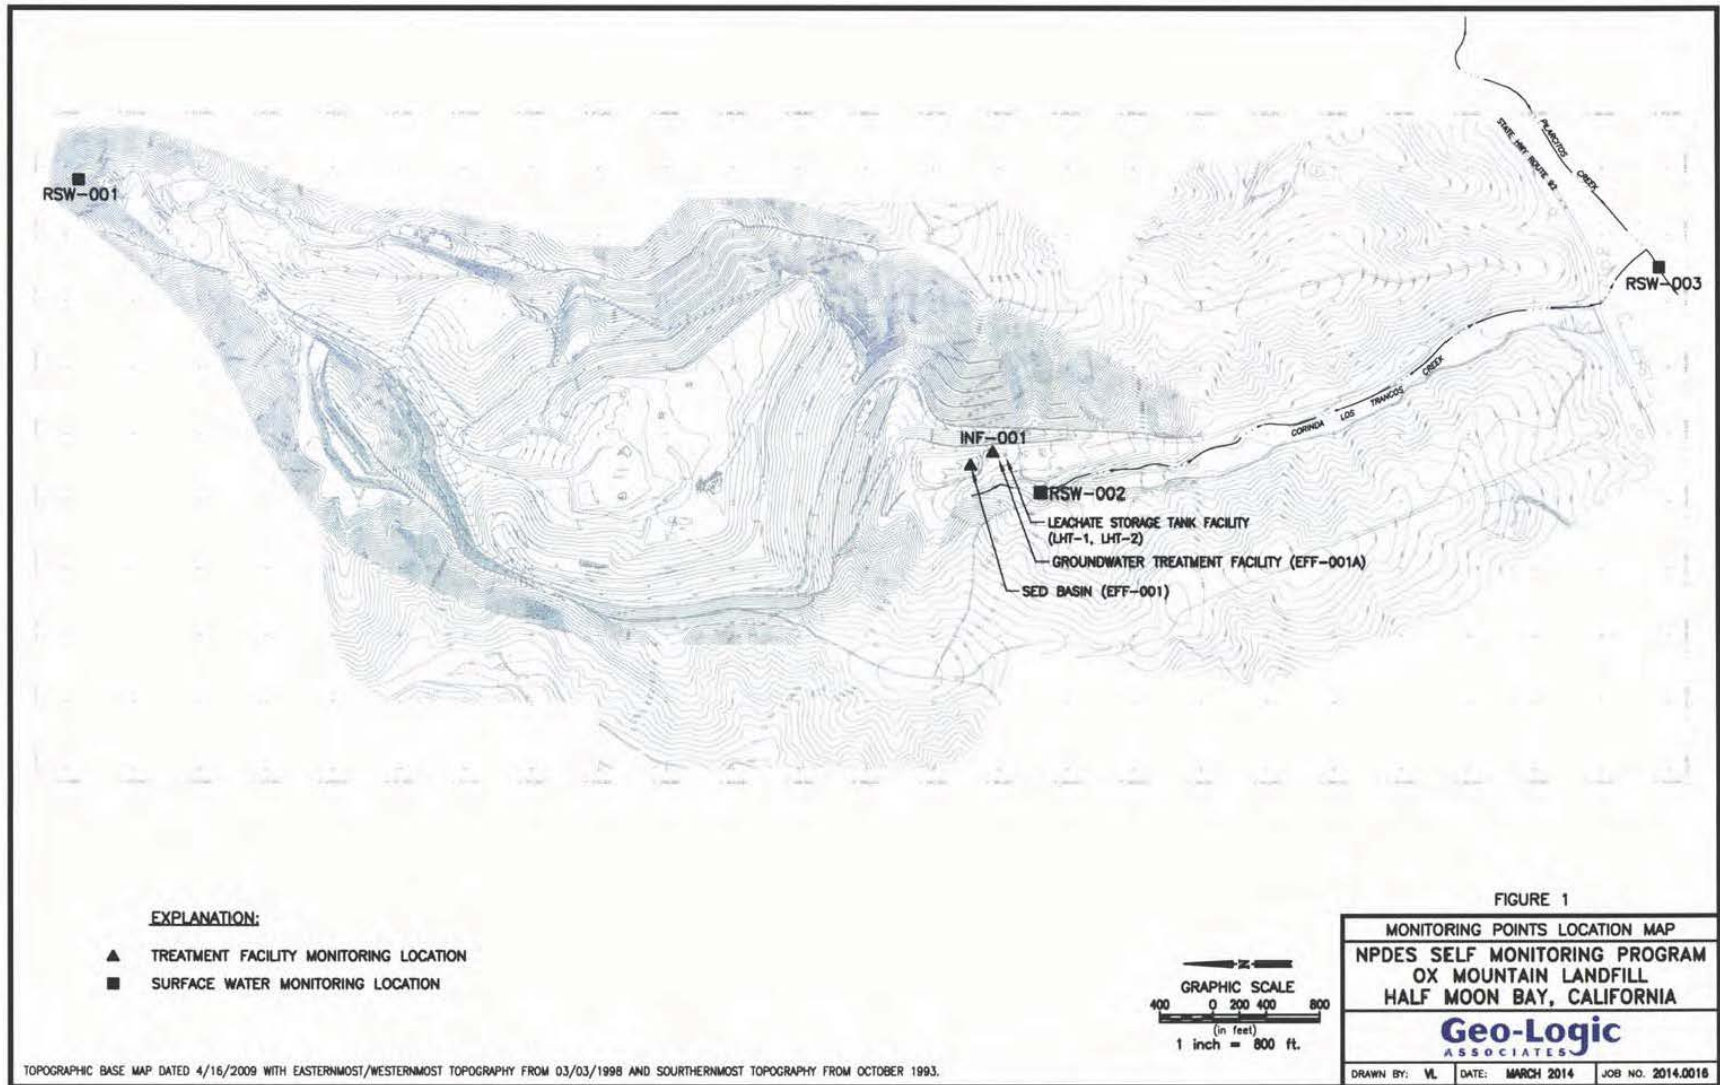 PILARCITOS CREEK
STATE HWY ROUTE 92
RSW-001
RSW-003
CORINDA LOS TRANCOS CREEK
INF-001
RSW-002
LEACHATE STORAGE TANK FACILITY
(LHT-1, LHT-2)
GROUNDWATER TREATMENT FACILITY (EFF-001A)
SED BASIN (EFF-001)
EXPLANATION:
TREATMENT FACILITY MONITORING LOCATION
SURFACE WATER MONITORING LOCATION
N
GRAPHIC SCALE
400 0 200 400 800
(in feet)
1 inch = 800 ft.
FIGURE 1
MONITORING POINTS LOCATION MAP
NPDES SELF MONITORING PROGRAM
OX MOUNTAIN LANDFILL
HALF MOON BAY, CALIFORNIA
Geo-Logic
ASSOCIATES
DRAWN BY: VL DATE: MARCH 2014 JOB NO. 2014.0016
TOPOGRAPHIC BASE MAP DATED 4/16/2009 WITH EASTERNMOST/WESTERNMOST TOPOGRAPHY FROM 03/03/1998 AND SOURTHERNMOST TOPOGRAPHY FROM OCTOBER 1993.